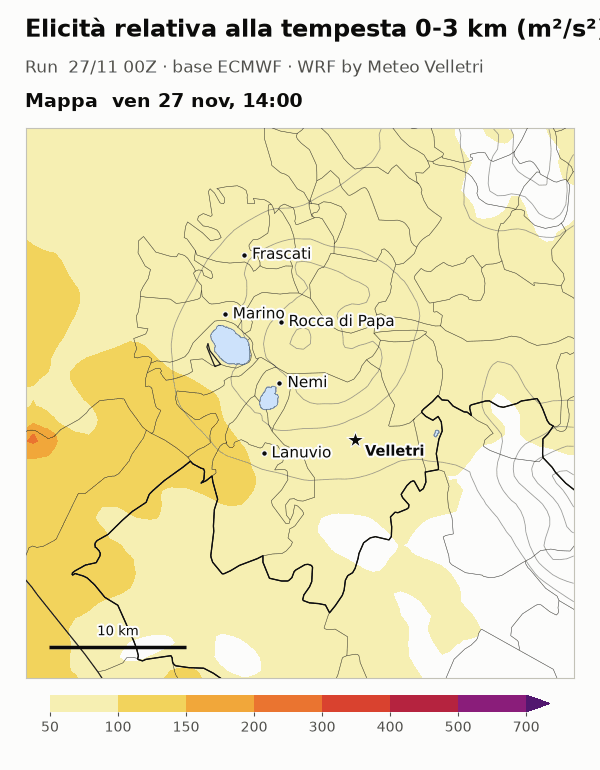 Elicità relativa alla tempesta 0-3 km (m²/s²)
Run  27/11 00Z · base ECMWF · WRF by Meteo Velletri
Mappa  ven 27 nov, 14:00
Frascati
Marino
Rocca di Papa
Nemi
Lanuvio
Velletri
10 km
50 100 150 200 300 400 500 700